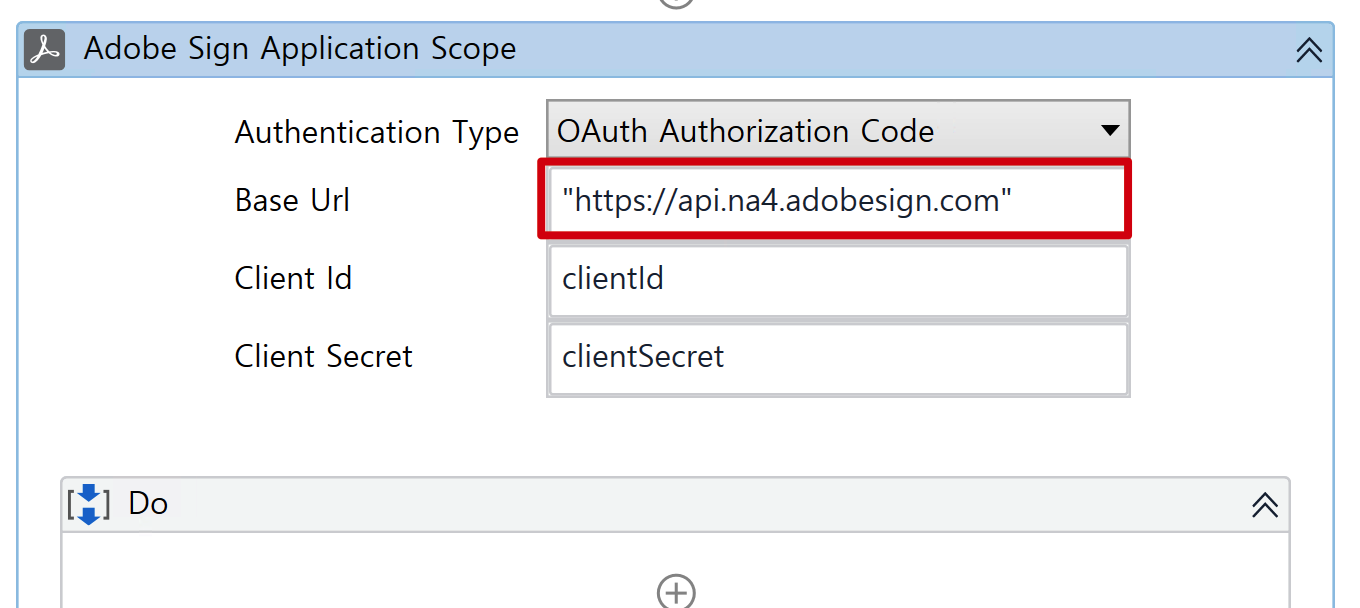 Adobe Sign Application Scope
Authentication Type OAuth Authorization Code
Base Url "https://api.na4.adobesign.com"
Client Id clientId
Client Secret clientSecret
Do